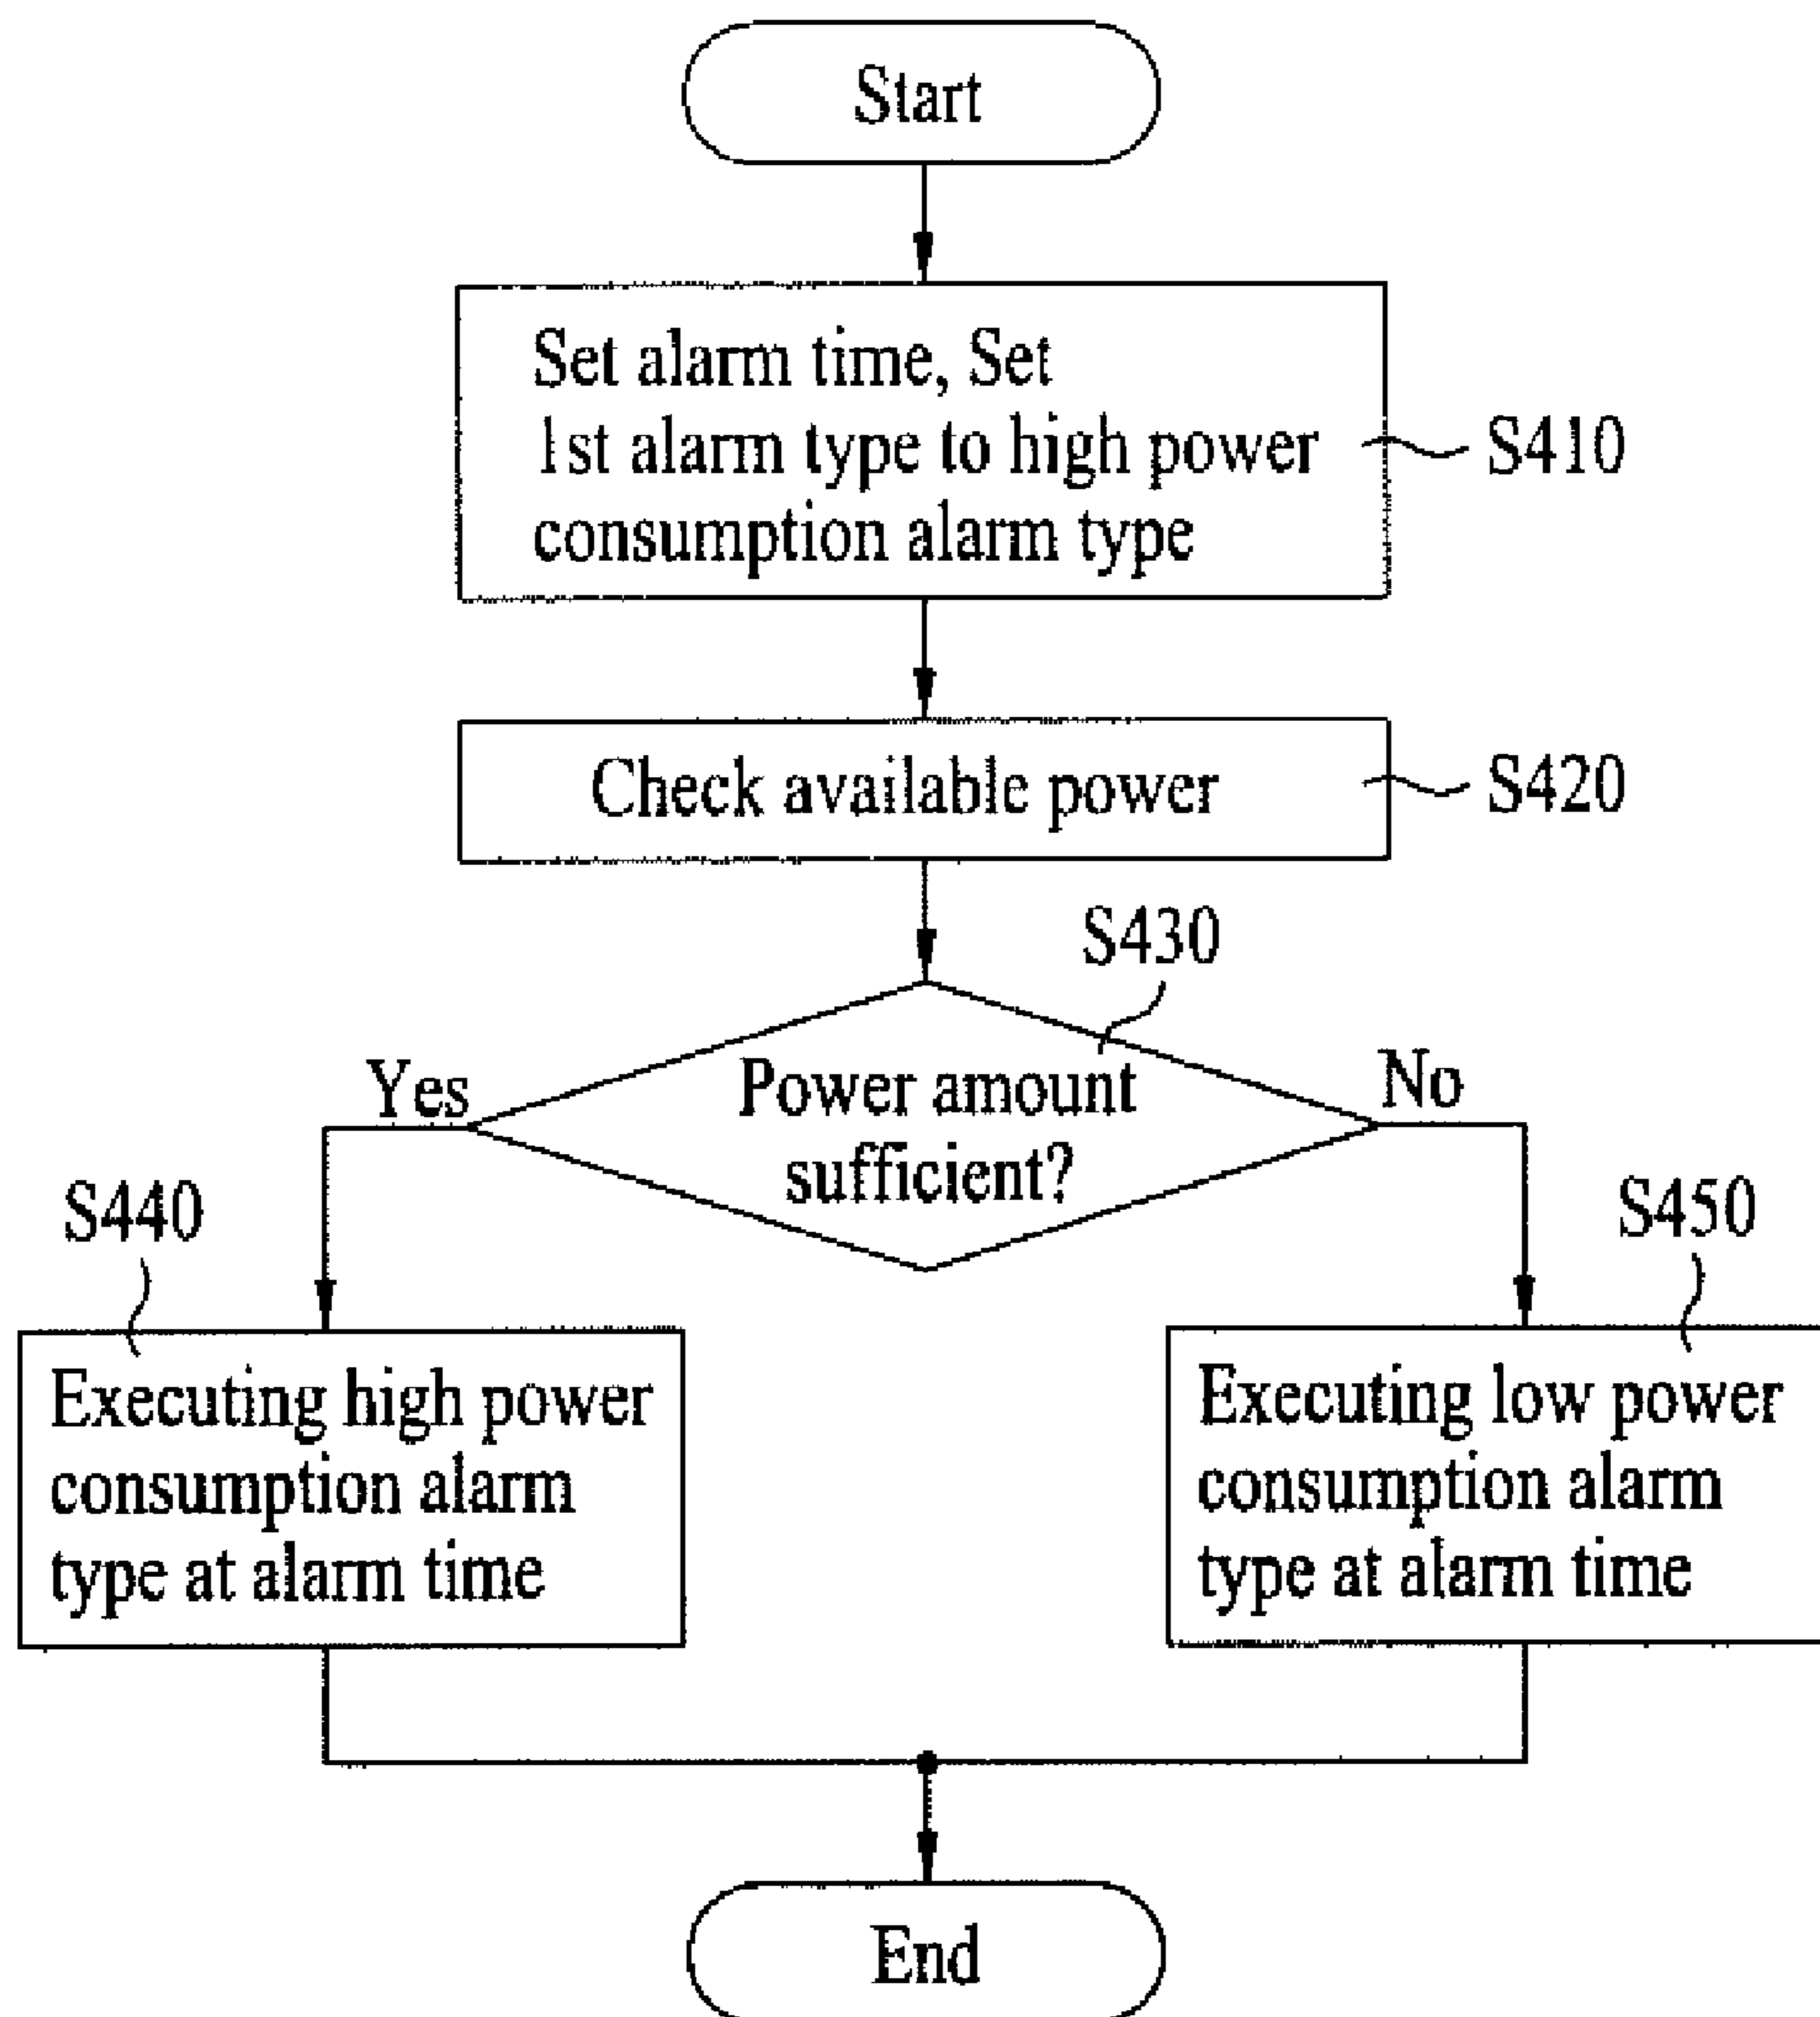 Start
Set alarm time, Set
1st alarm type to high power
consumption alarm type
S410
Check available power
S420
S430
Power amount
sufficient?
Yes
No
S440
Executing high power
consumption alarm
type at alarm time
S450
Executing low power
consumption alarm
type at alarm time
End